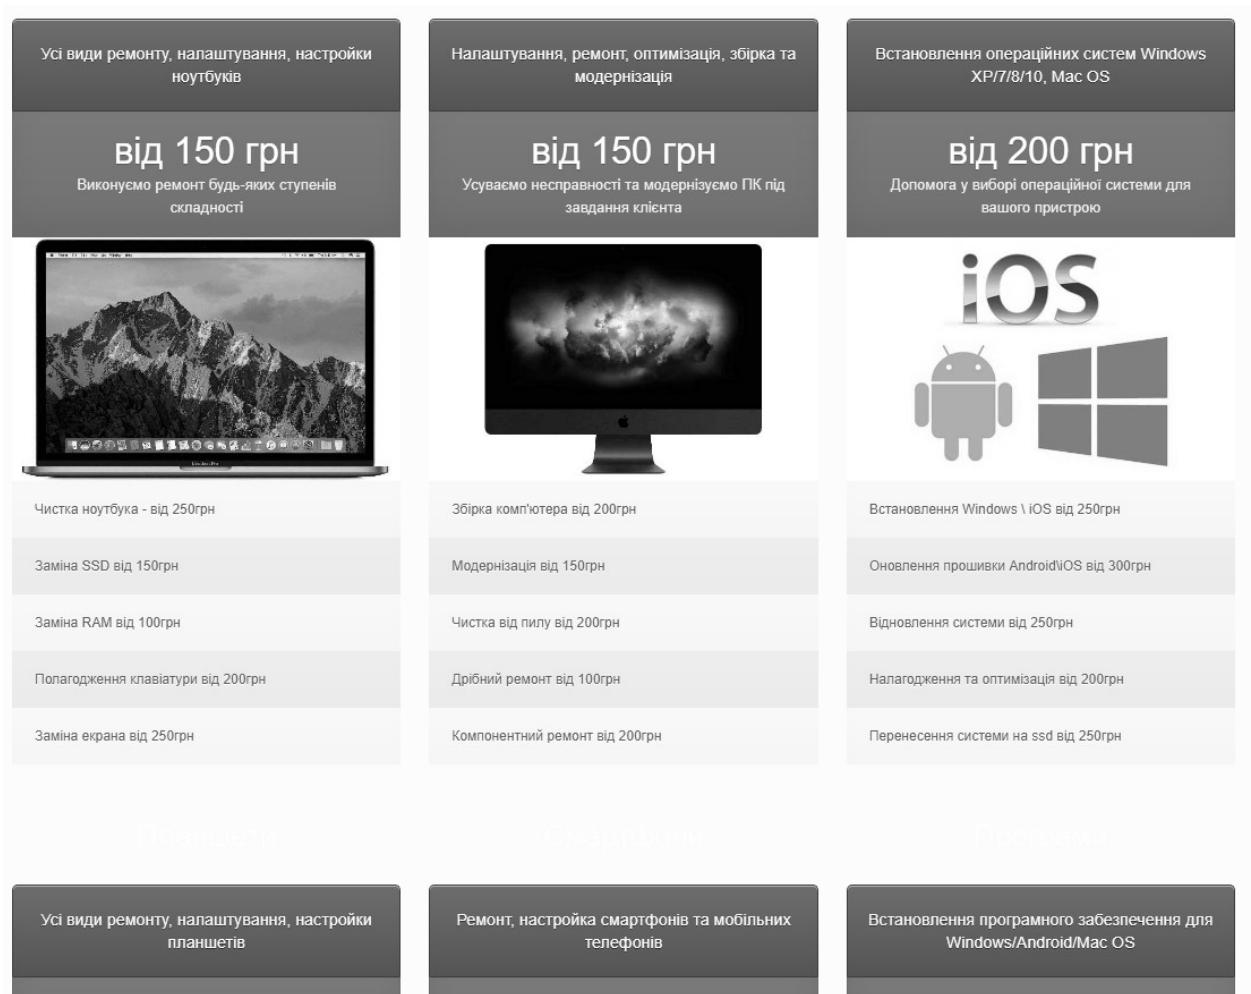 Усі види ремонту, налаштування, настройки
ноутбуків
від 150 грн
Виконуємо ремонт будь-яких ступенів
складності
Чистка ноутбука - від 250грн
Заміна SSD від 150грн
Заміна RAM від 100грн
Полагодження клавіатури від 200грн
Заміна екрана від 250грн
Налаштування, ремонт, оптимізація, збірка та
модернізація
від 150 грн
Усуваємо несправності та модернізуємо ПК під
завдання клієнта
Збірка комп'ютера від 200грн
Модернізація від 150грн
Чистка від пилу від 200грн
Дрібний ремонт від 100грн
Компонентний ремонт від 200грн
Встановлення операційних систем Windows
XP/7/8/10, Mac OS
від 200 грн
Допомога у виборі операційної системи для
вашого пристрою
iOS
Встановлення Windows \ iOS від 250грн
Оновлення прошивки Android\iOS від 300грн
Відновлення системи від 250грн
Налагодження та оптимізація від 200грн
Перенесення системи на ssd від 250грн
Усі види ремонту, налаштування, настройки
планшетів
Ремонт, настройка смартфонів та мобільних
телефонів
Встановлення програмного забезпечення для
Windows/Android/Mac OS